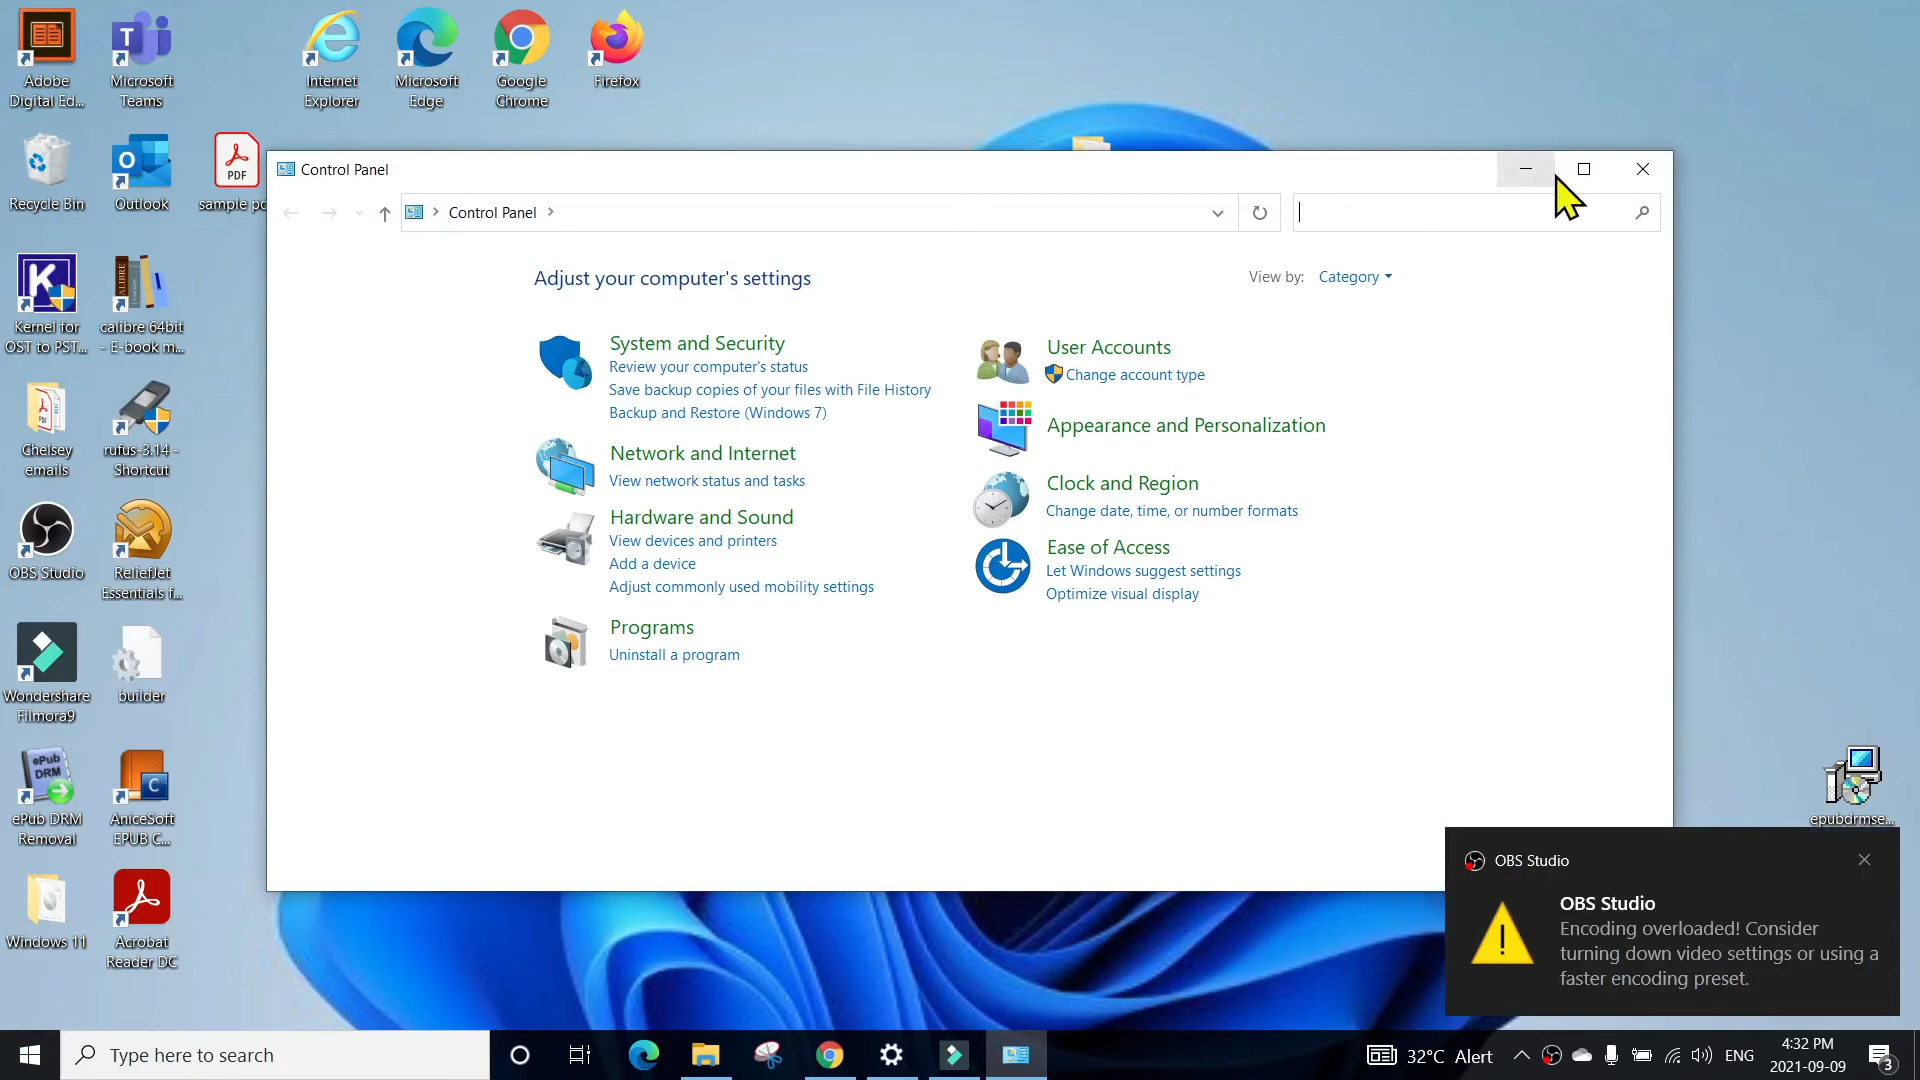 Adobe
Digital Ed...
Microsoft
Teams
Internet
Explorer
Microsoft
Edge
Google
Chrome
Firefox
Recycle Bin
Outlook
PDF
sample pd
Kernel for
OST to PST...
calibre 64bit
- E-book m...
Chelsey
emails
rufus-3.14 -
Shortcut
OBS Studio
ReliefJet
Essentials f...
Wondershare
Filmora9
builder
ePub
DRM
ePub DRM
Removal
AniceSoft
EPUB C...
Windows 11
Acrobat
Reader DC
epubdrmse...
Control Panel
Control Panel
Adjust your computer's settings
View by: Category
System and Security
Review your computer's status
Save backup copies of your files with File History
Backup and Restore (Windows 7)
Network and Internet
View network status and tasks
Hardware and Sound
View devices and printers
Add a device
Adjust commonly used mobility settings
Programs
Uninstall a program
User Accounts
Change account type
Appearance and Personalization
Clock and Region
Change date, time, or number formats
Ease of Access
Let Windows suggest settings
Optimize visual display
OBS Studio
OBS Studio
Encoding overloaded! Consider
turning down video settings or using a
faster encoding preset.
Type here to search
32°C Alert
ENG
4:32 PM
2021-09-09
3